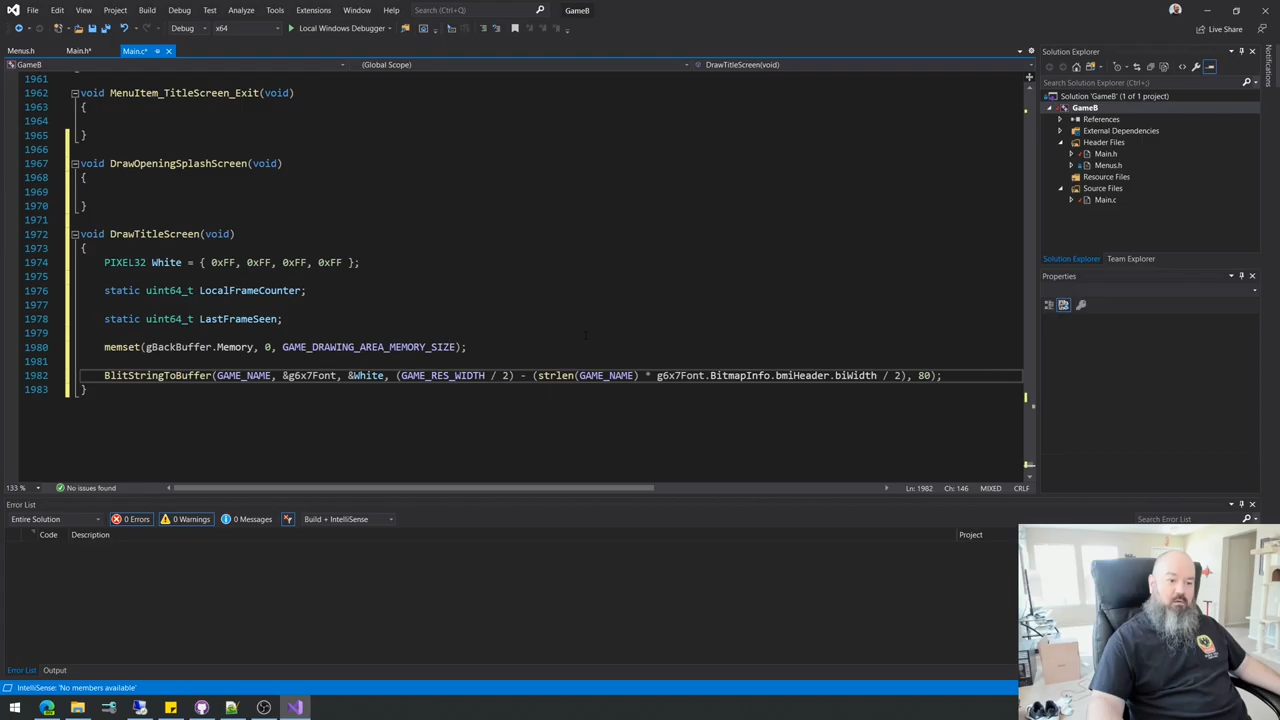 File Edit View Git Project Build Debug Test Analyze Tools Extensions Window Help Search (Ctrl+Q) GameB
Debug x64 Local Windows Debugger Live Share
Menus.h Main.h* Main.c*
GameB (Global Scope) DrawTitleScreen(void)
1961
1962 void MenuItem_TitleScreen_Exit(void)
1963 {
1964
1965 }
1966
1967 void DrawOpeningSplashScreen(void)
1968 {
1969
1970 }
1971
1972 void DrawTitleScreen(void)
1973 {
1974 PIXEL32 White = { 0xFF, 0xFF, 0xFF, 0xFF };
1975
1976 static uint64_t LocalFrameCounter;
1977
1978 static uint64_t LastFrameSeen;
1979
1980 memset(gBackBuffer.Memory, 0, GAME_DRAWING_AREA_MEMORY_SIZE);
1981
1982 BlitStringToBuffer(GAME_NAME, &g6x7Font, &White, (GAME_RES_WIDTH / 2) - (strlen(GAME_NAME) * g6x7Font.BitmapInfo.bmiHeader.biWidth / 2), 80);
1983 }
133 % No issues found Ln: 1982 Ch: 146 MIXED CRLF
Error List
Entire Solution 0 Errors 0 Warnings 0 Messages Build + IntelliSense Search Error List
Code Description Project
Error List Output
IntelliSense: 'No members available'
Solution Explorer
Search Solution Explorer (Ctrl+;)
Solution 'GameB' (1 of 1 project)
GameB
References
External Dependencies
Header Files
Main.h
Menus.h
Resource Files
Source Files
Main.c
Solution Explorer Team Explorer
Properties
Notifications